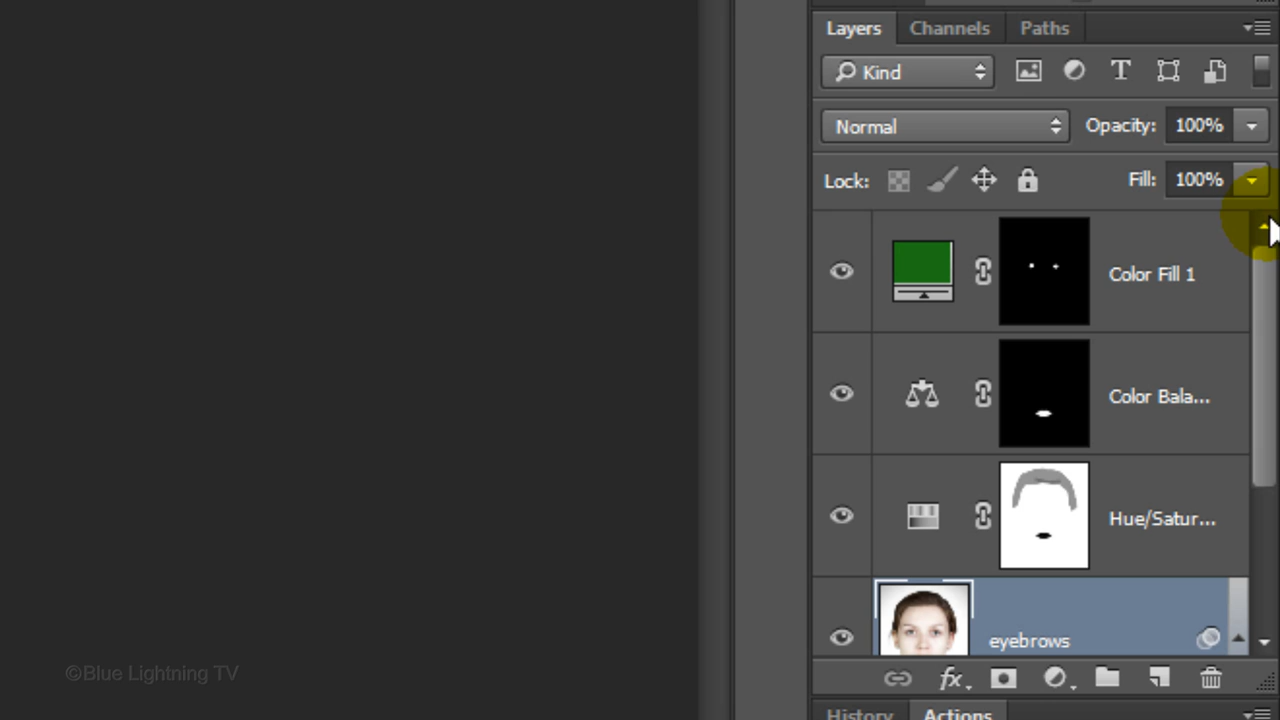 Layers Channels Paths
Kind T
Normal Opacity: 100%
Lock: Fill: 100%
Color Fill 1
Color Bala...
Hue/Satur...
eyebrows
©Blue Lightning TV
fx
History Actions